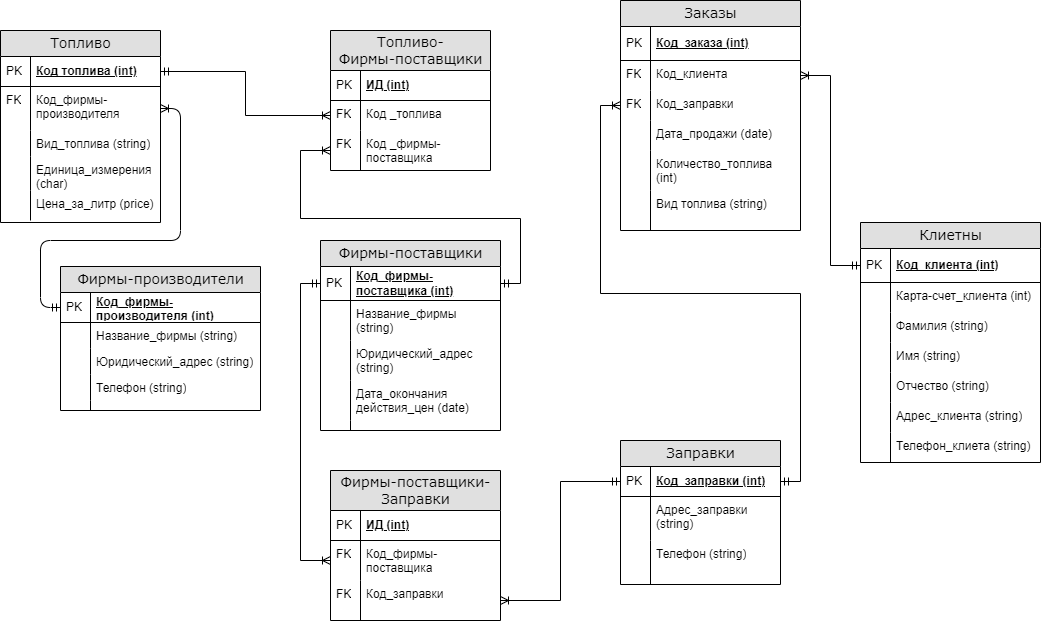 Топливо
PK Код топлива (int)
FK Код_фирмы-
производителя
Вид_топлива (string)
Единица_измерения
(char)
Цена_за_литр (price)
Топливо-
Фирмы-поставщики
PK ИД (int)
FK Код _топлива
FK Код _фирмы-
поставщика
Заказы
PK Код_заказа (int)
FK Код_клиента
FK Код_заправки
Дата_продажи (date)
Количество_топлива
(int)
Вид топлива (string)
Клиетны
PK Код_клиента (int)
Карта-счет_клиента (int)
Фамилия (string)
Имя (string)
Отчество (string)
Адрес_клиента (string)
Телефон_клиета (string)
Фирмы-производители
PK Код_фирмы-
производителя (int)
Название_фирмы (string)
Юридический_адрес (string)
Телефон (string)
Фирмы-поставщики
PK Код_фирмы-
поставщика (int)
Название_фирмы
(string)
Юридический_адрес
(string)
Дата_окончания
действия_цен (date)
Фирмы-поставщики-
Заправки
PK ИД (int)
FK Код_фирмы-
поставщика
FK Код_заправки
Заправки
PK Код_заправки (int)
Адрес_заправки
(string)
Телефон (string)